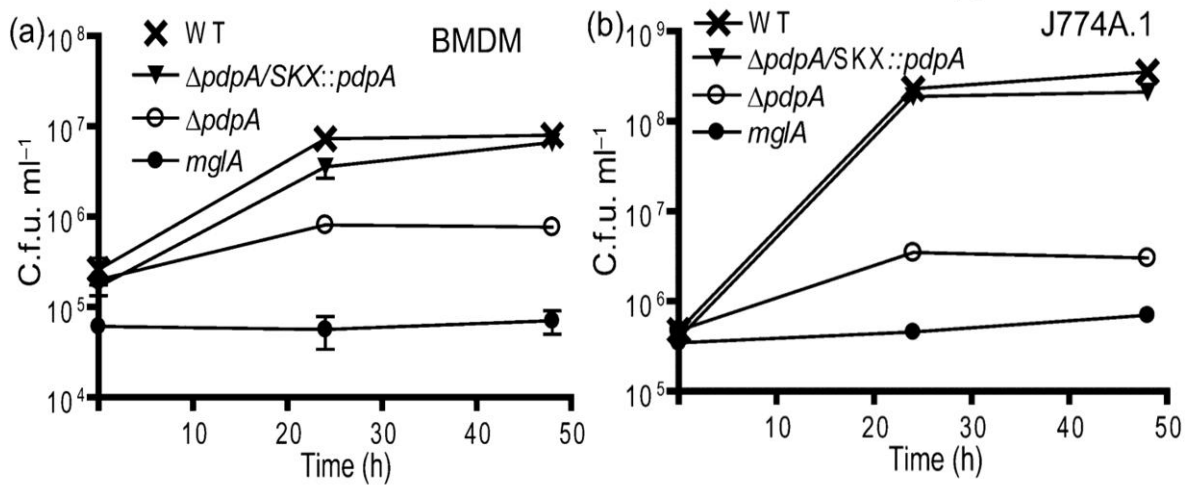 (a)
10⁸
WT
BMDM
ΔpdpA/SKX::pdpA
10⁷
ΔpdpA
mglA
10⁶
C.f.u. ml⁻¹
10⁵
10⁴
10 20 30 40 50
Time (h)
(b)
10⁹
WT
J774A.1
ΔpdpA/SKX::pdpA
ΔpdpA
10⁸
mglA
10⁷
C.f.u. ml⁻¹
10⁶
10⁵
10 20 30 40 50
Time (h)